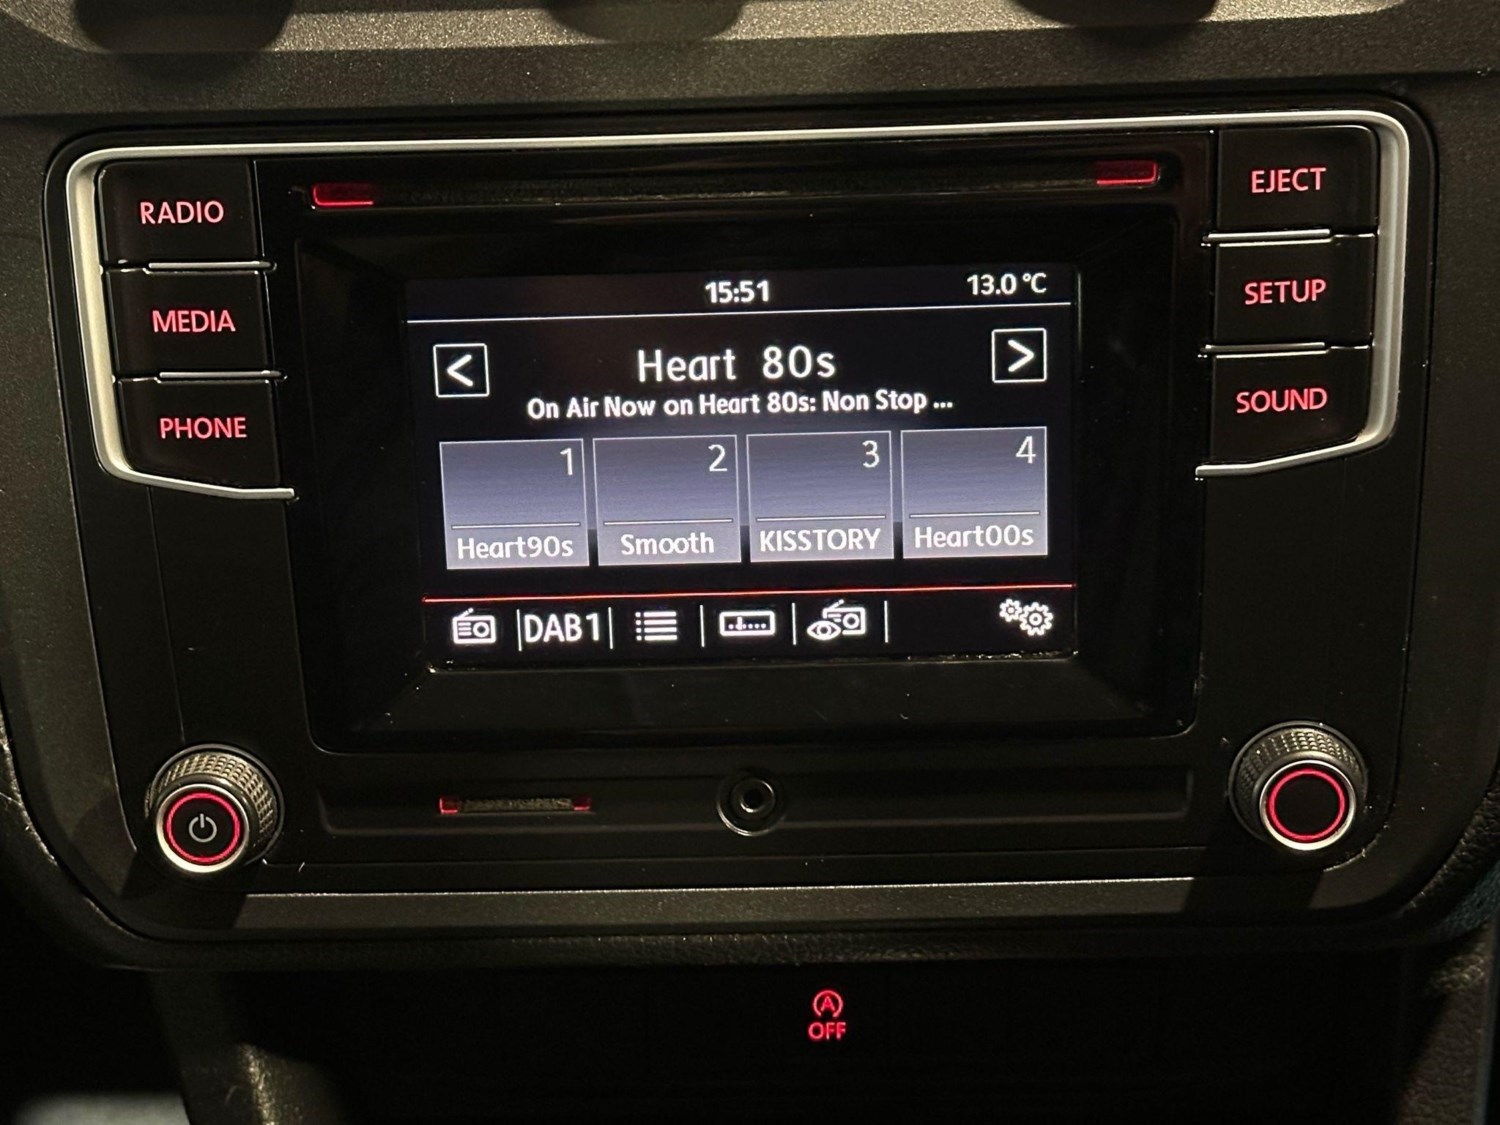 RADIO
MEDIA
PHONE
EJECT
SETUP
SOUND
15:51 13.0 °C
< Heart 80s >
On Air Now on Heart 80s: Non Stop ...
1 2 3 4
Heart90s Smooth KISSTORY Heart00s
DAB1
A
OFF